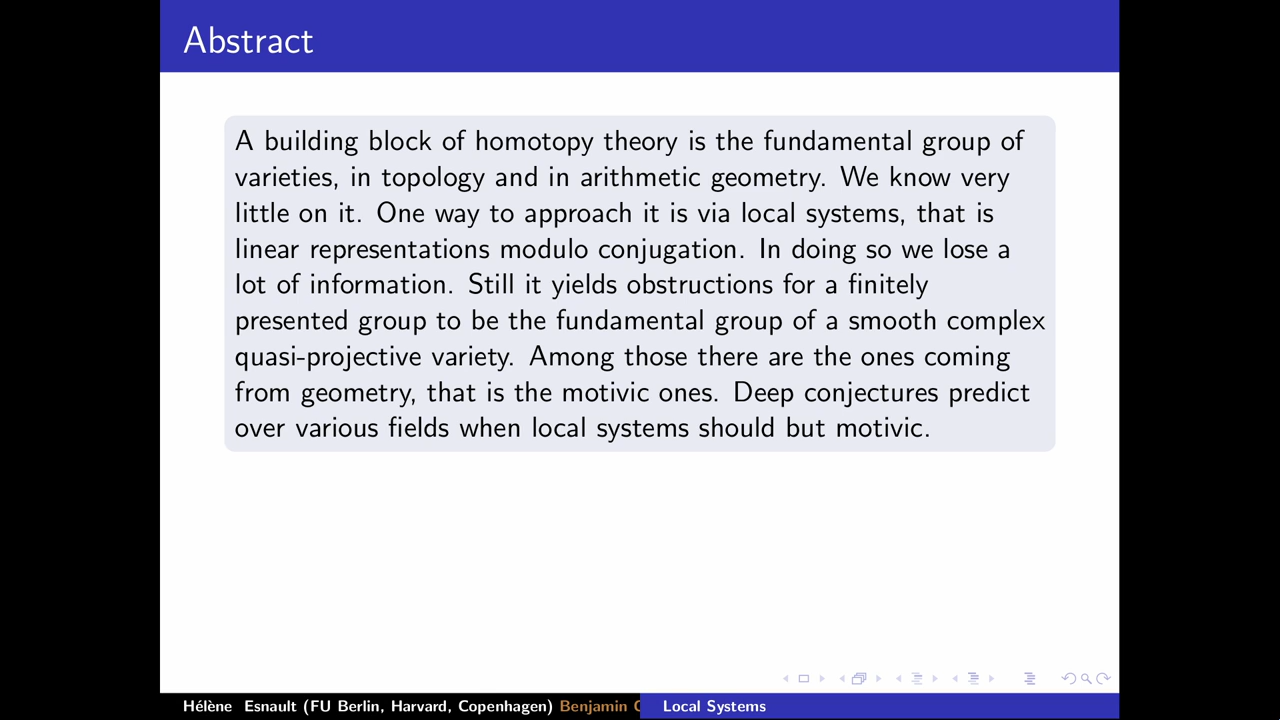 Abstract
A building block of homotopy theory is the fundamental group of
varieties, in topology and in arithmetic geometry. We know very
little on it. One way to approach it is via local systems, that is
linear representations modulo conjugation. In doing so we lose a
lot of information. Still it yields obstructions for a finitely
presented group to be the fundamental group of a smooth complex
quasi-projective variety. Among those there are the ones coming
from geometry, that is the motivic ones. Deep conjectures predict
over various fields when local systems should but motivic.
Hélène Esnault (FU Berlin, Harvard, Copenhagen) Benjamin
Local Systems